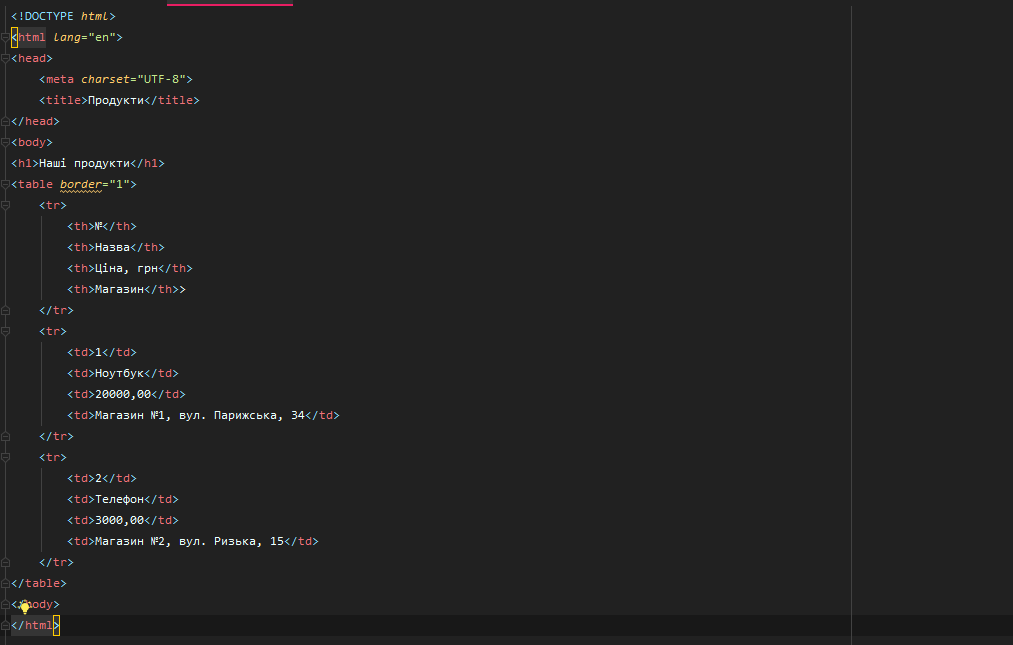 <!DOCTYPE html>
<html lang="en">
<head>
    <meta charset="UTF-8">
    <title>Продукти</title>
</head>
<body>
<h1>Наші продукти</h1>
<table border="1">
    <tr>
        <th>№</th>
        <th>Назва</th>
        <th>Ціна, грн</th>
        <th>Магазин</th>>
    </tr>
    <tr>
        <td>1</td>
        <td>Ноутбук</td>
        <td>20000,00</td>
        <td>Магазин №1, вул. Парижська, 34</td>
    </tr>
    <tr>
        <td>2</td>
        <td>Телефон</td>
        <td>3000,00</td>
        <td>Магазин №2, вул. Ризька, 15</td>
    </tr>
</table>
</body>
</html>